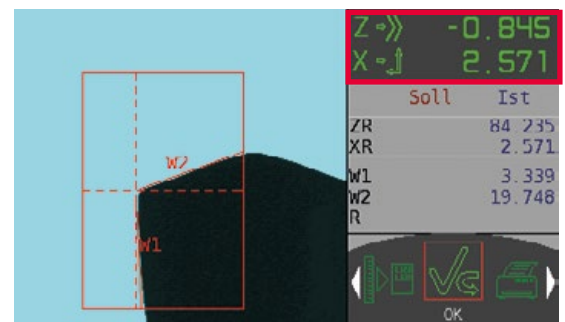 Z -0.845
X 2.571
Soll Ist
ZR 84.235
XR 2.571
W2
W1 3.339
W2 19.748
R
W1
OK